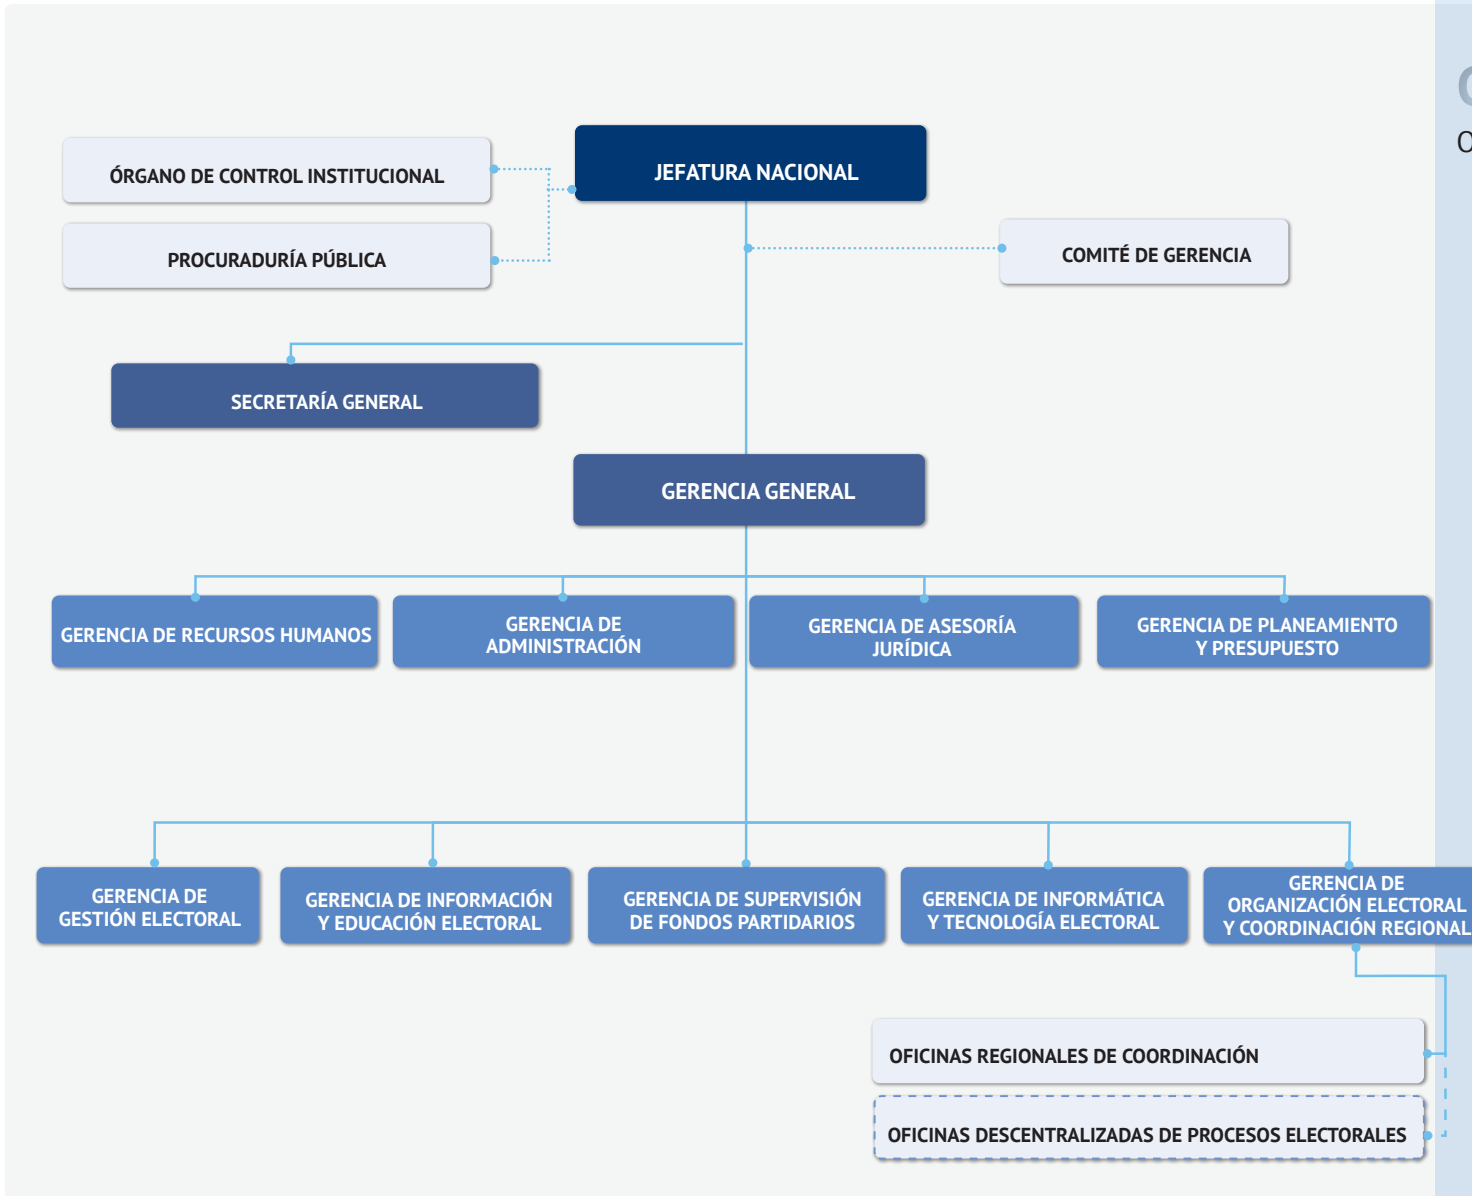 ÓRGANO DE CONTROL INSTITUCIONAL
JEFATURA NACIONAL
PROCURADURÍA PÚBLICA
COMITÉ DE GERENCIA
SECRETARÍA GENERAL
GERENCIA GENERAL
GERENCIA DE RECURSOS HUMANOS
GERENCIA DE
ADMINISTRACIÓN
GERENCIA DE ASESORÍA
JURÍDICA
GERENCIA DE PLANEAMIENTO
Y PRESUPUESTO
GERENCIA DE
GESTIÓN ELECTORAL
GERENCIA DE INFORMACIÓN
Y EDUCACIÓN ELECTORAL
GERENCIA DE SUPERVISIÓN
DE FONDOS PARTIDARIOS
GERENCIA DE INFORMÁTICA
Y TECNOLOGÍA ELECTORAL
GERENCIA DE
ORGANIZACIÓN ELECTORAL
Y COORDINACIÓN REGIONAL
OFICINAS REGIONALES DE COORDINACIÓN
OFICINAS DESCENTRALIZADAS DE PROCESOS ELECTORALES